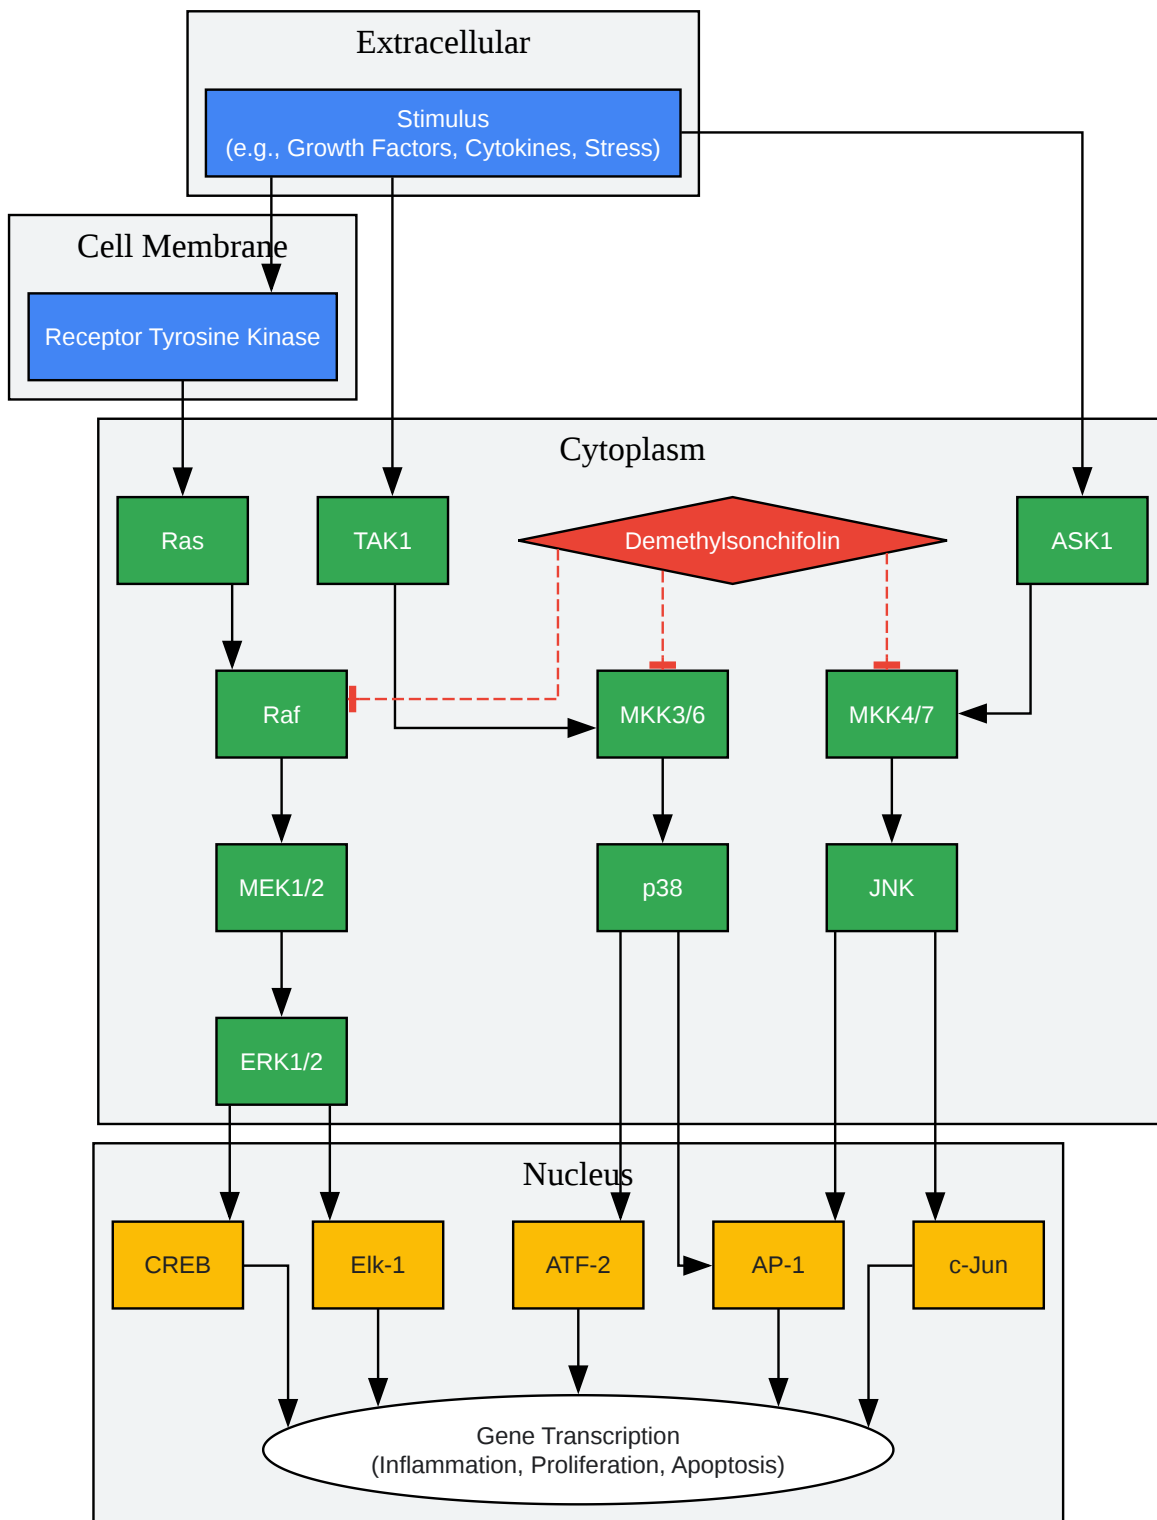 Extracellular
Stimulus
(e.g., Growth Factors, Cytokines, Stress)
Cell Membrane
Receptor Tyrosine Kinase
Cytoplasm
Ras
TAK1
Demethylsonchifolin
ASK1
Raf
MKK3/6
MKK4/7
MEK1/2
p38
JNK
ERK1/2
Nucleus
CREB
Elk-1
ATF-2
AP-1
c-Jun
Gene Transcription
(Inflammation, Proliferation, Apoptosis)